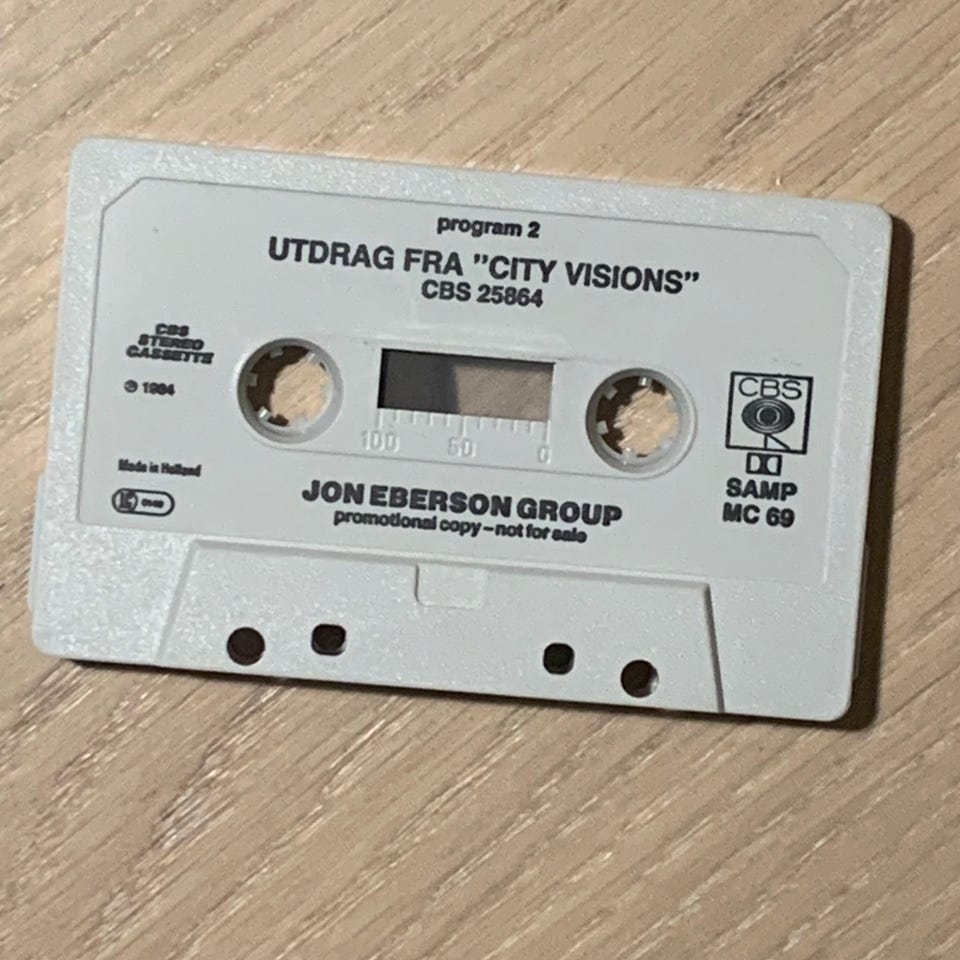 program 2
UTDRAG FRA "CITY VISIONS"
CBS 25864
CBS
STEREO
CASSETTE
℗ 1984
100 50 0
CBS
Made in Holland
SAMP
MC 69
JON EBERSON GROUP
promotional copy – not for sale